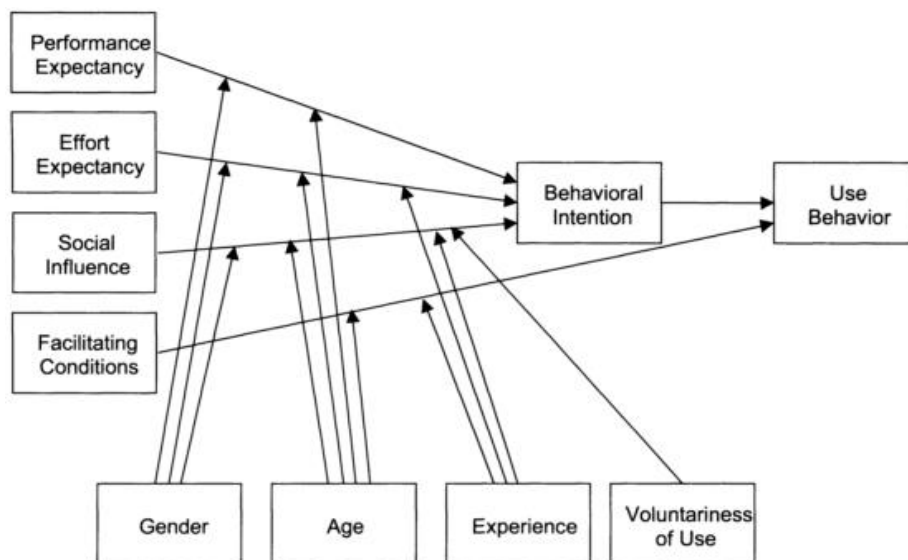 Performance
Expectancy
Effort
Expectancy
Social
Influence
Facilitating
Conditions
Behavioral
Intention
Use
Behavior
Gender
Age
Experience
Voluntariness
of Use